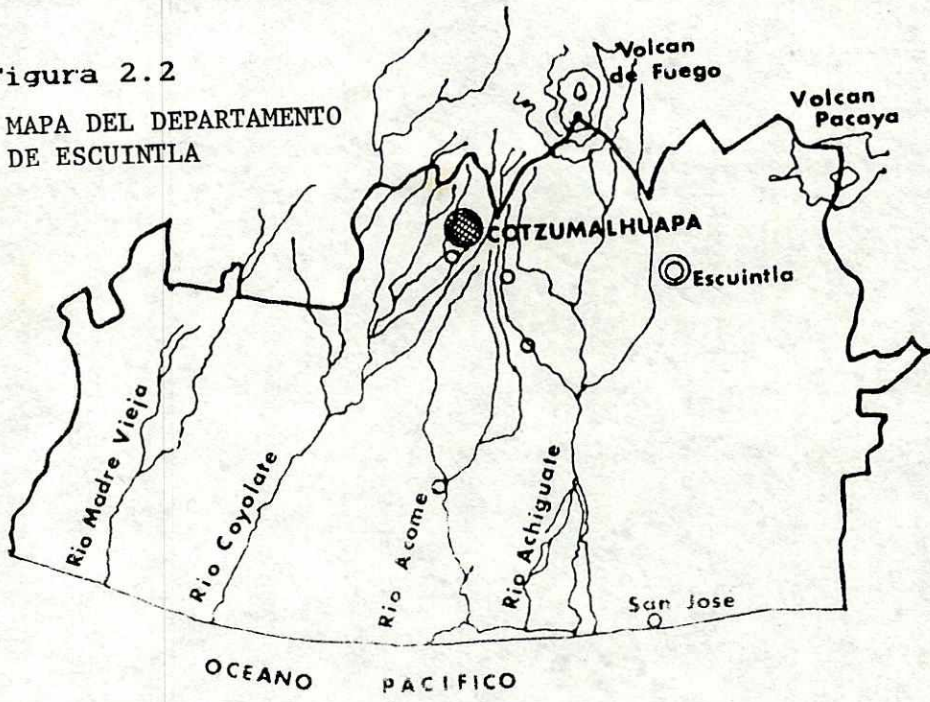 Figura 2.2
MAPA DEL DEPARTAMENTO
DE ESCUINTLA
Volcan
de Fuego
Volcan
Pacaya
COTZUMALHUAPA
Escuintla
Rio Madre Vieja
Rio Coyolate
Rio Acome
Rio Achiguate
San Jose
OCEANO PACIFICO